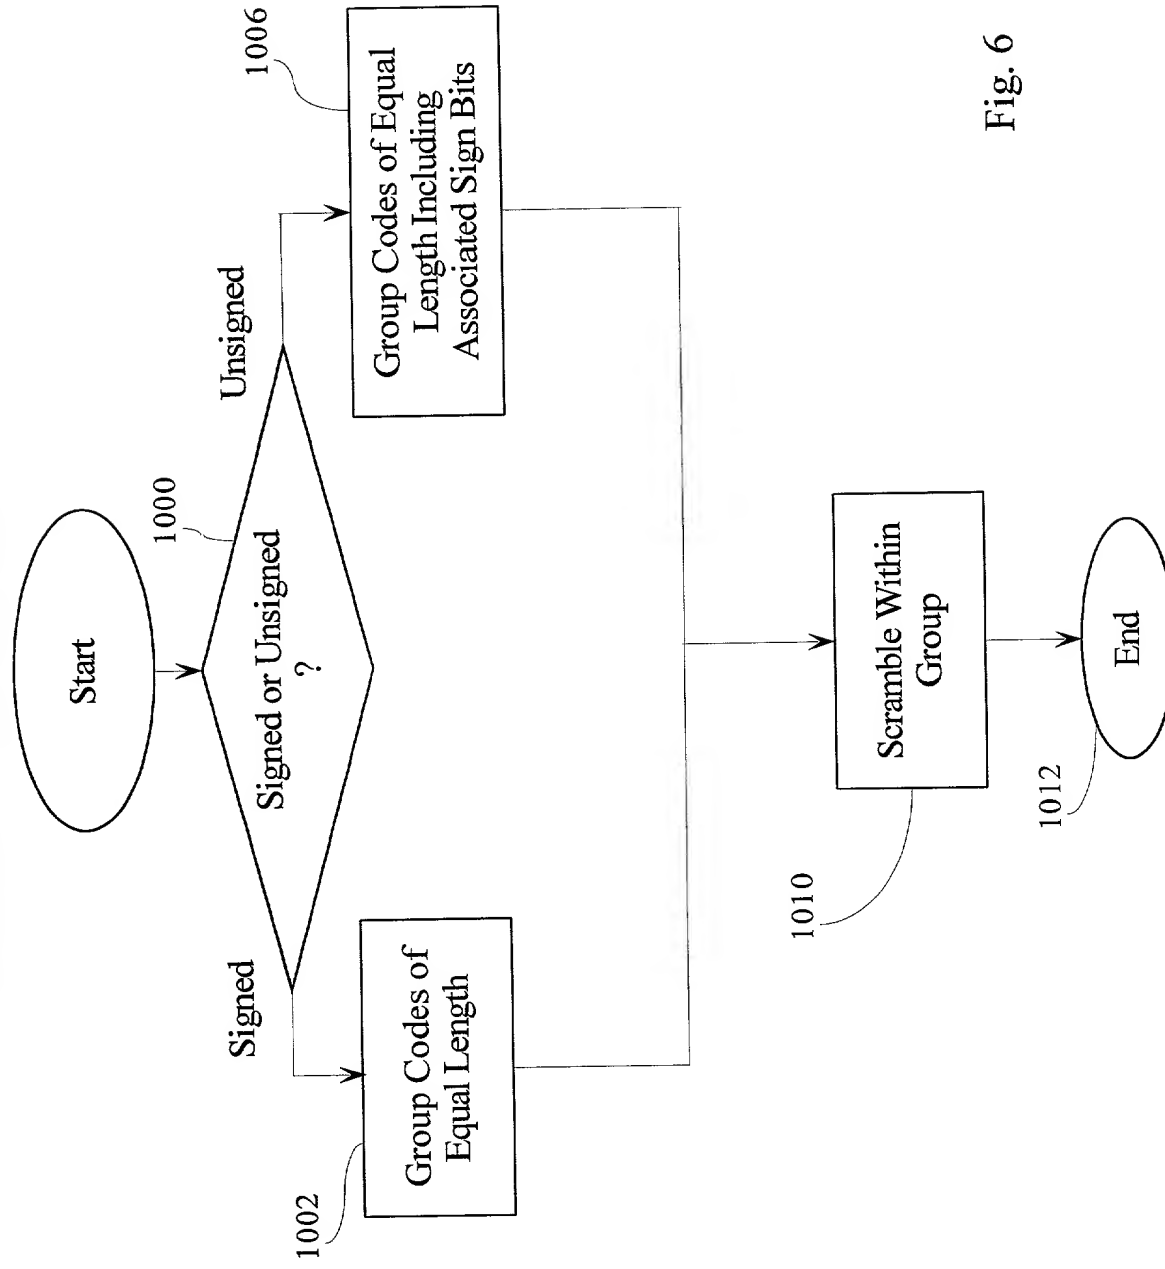 Start
1000
Signed or Unsigned
?
Signed
Unsigned
1002
Group Codes of
Equal Length
1006
Group Codes of Equal
Length Including
Associated Sign Bits
1010
Scramble Within
Group
1012
End
Fig. 6